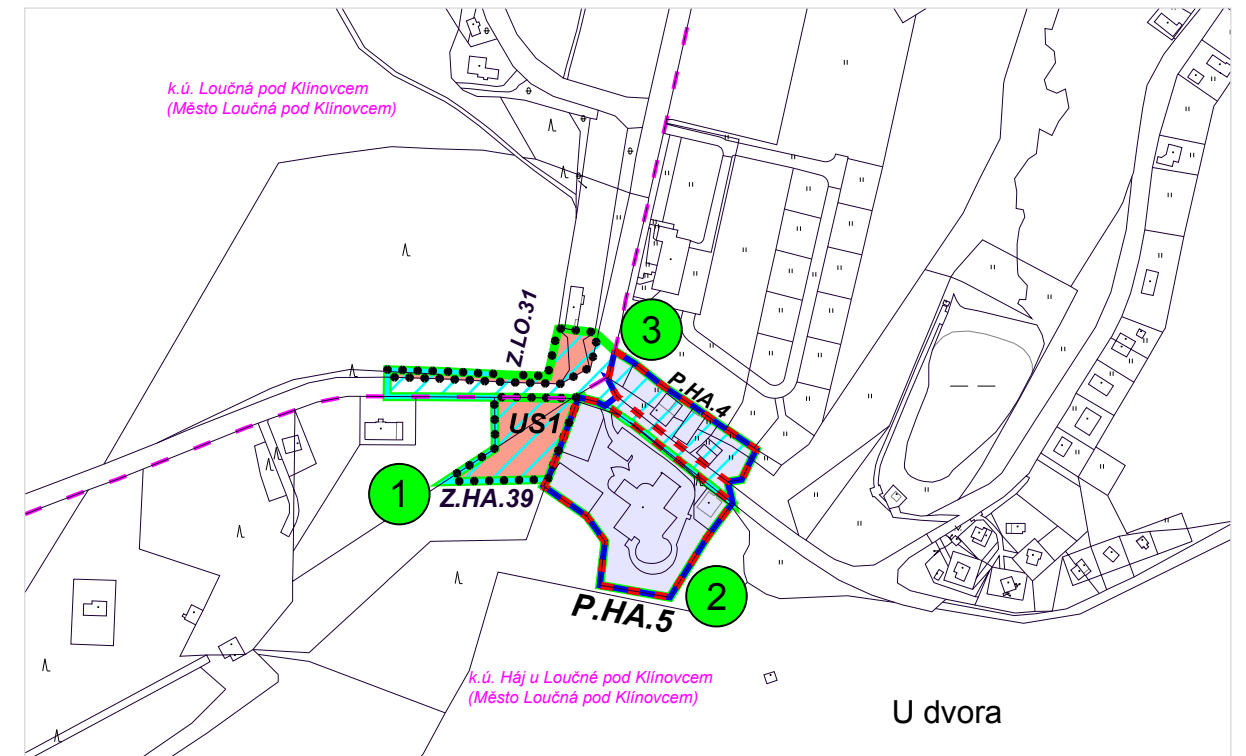 k.ú. Loučná pod Klínovcem
(Město Loučná pod Klínovcem)
Z.LO.31
3
P.HA.4
US1
1
Z.HA.39
2
P.HA.5
k.ú. Háj u Loučné pod Klínovcem
(Město Loučná pod Klínovcem)
U dvora